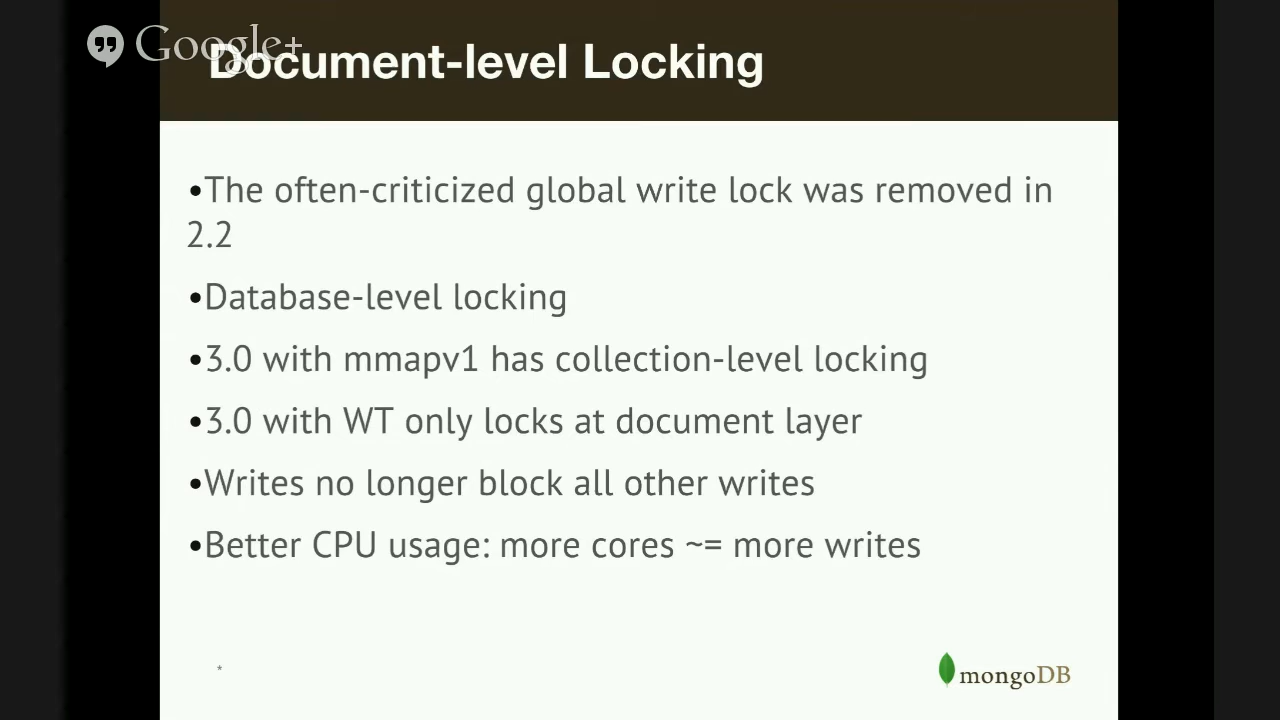 Google+
Document-level Locking
•The often-criticized global write lock was removed in
2.2
•Database-level locking
•3.0 with mmapv1 has collection-level locking
•3.0 with WT only locks at document layer
•Writes no longer block all other writes
•Better CPU usage: more cores ~= more writes
*
mongoDB